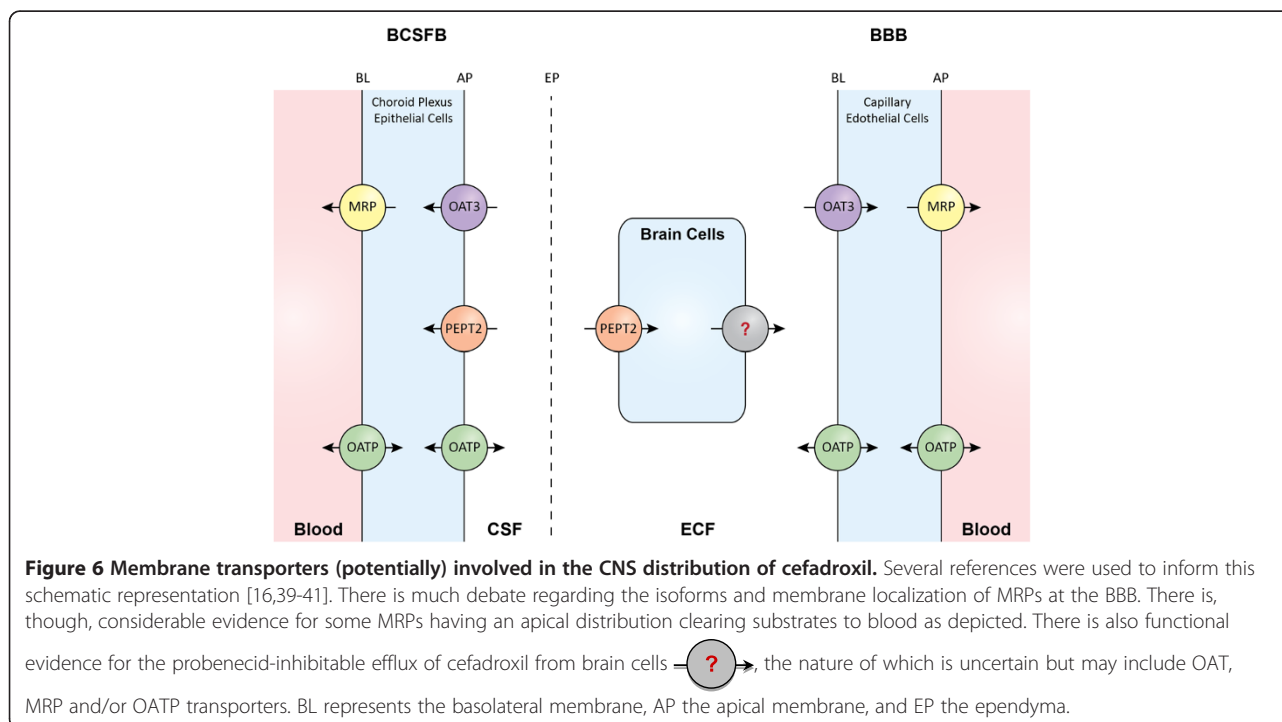 BCSFB
BBB
BL
AP
EP
BL
AP
Choroid Plexus
Epithelial Cells
Capillary
Edothelial Cells
MRP
OAT3
OAT3
MRP
Brain Cells
PEPT2
PEPT2
?
OATP
OATP
OATP
OATP
Blood
CSF
ECF
Blood
Figure 6 Membrane transporters (potentially) involved in the CNS distribution of cefadroxil. Several references were used to inform this
schematic representation [16,39-41]. There is much debate regarding the isoforms and membrane localization of MRPs at the BBB. There is,
though, considerable evidence for some MRPs having an apical distribution clearing substrates to blood as depicted. There is also functional
evidence for the probenecid-inhibitable efflux of cefadroxil from brain cells ?, the nature of which is uncertain but may include OAT,
MRP and/or OATP transporters. BL represents the basolateral membrane, AP the apical membrane, and EP the ependyma.